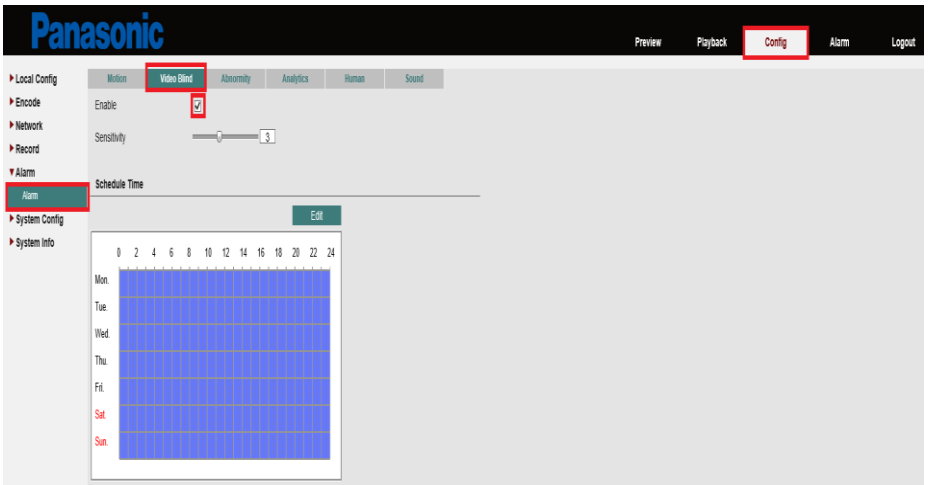 Panasonic
Preview Playback Config Alarm Logout
Local Config
Encode
Network
Record
Alarm
Alarm
System Config
System Info
Motion Video Blind Abnormity Analytics Human Sound
Enable
Sensitivity 3
Schedule Time
Edit
0 2 4 6 8 10 12 14 16 18 20 22 24
Mon.
Tue.
Wed.
Thu.
Fri.
Sat.
Sun.